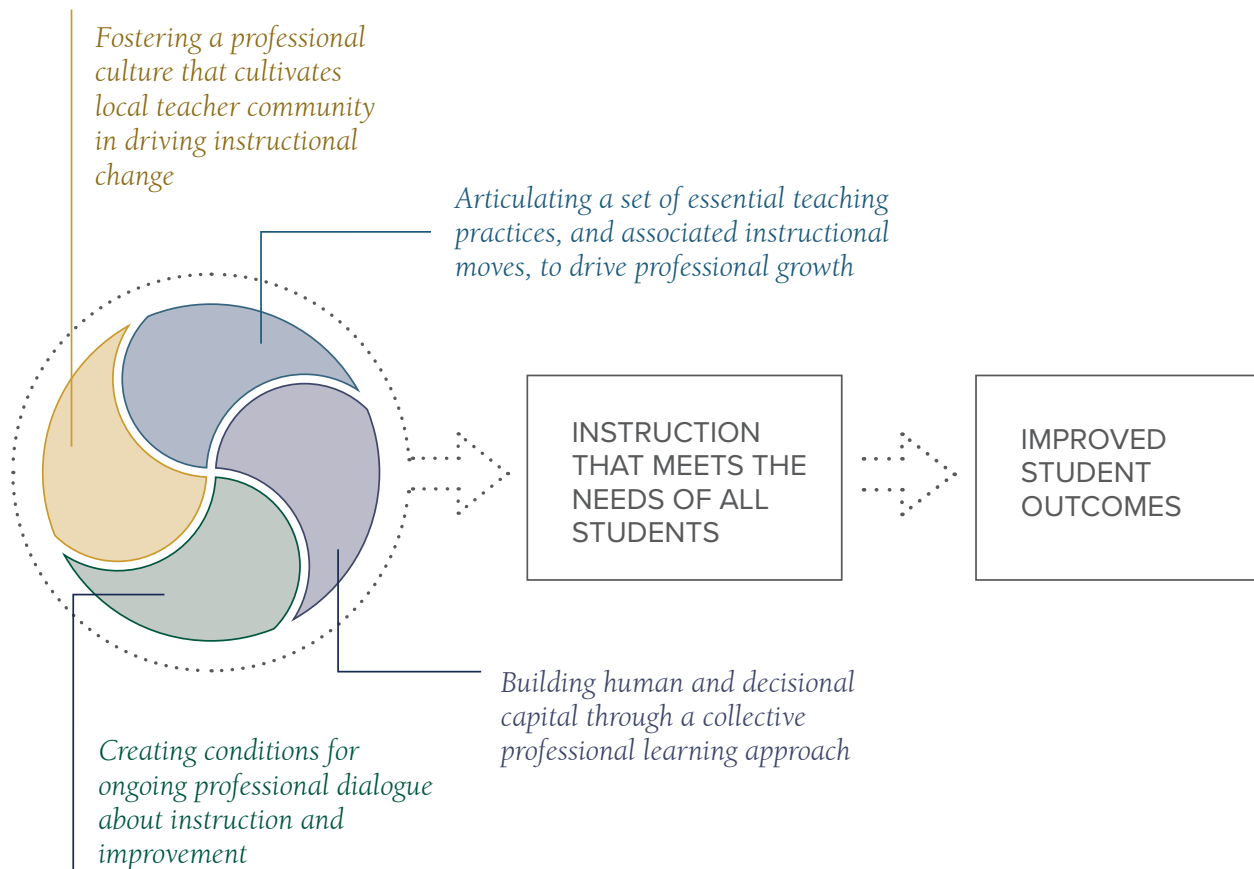 Fostering a professional
culture that cultivates
local teacher community
in driving instructional
change
Articulating a set of essential teaching
practices, and associated instructional
moves, to drive professional growth
INSTRUCTION
THAT MEETS THE
NEEDS OF ALL
STUDENTS
IMPROVED
STUDENT
OUTCOMES
Building human and decisional
capital through a collective
professional learning approach
Creating conditions for
ongoing professional dialogue
about instruction and
improvement